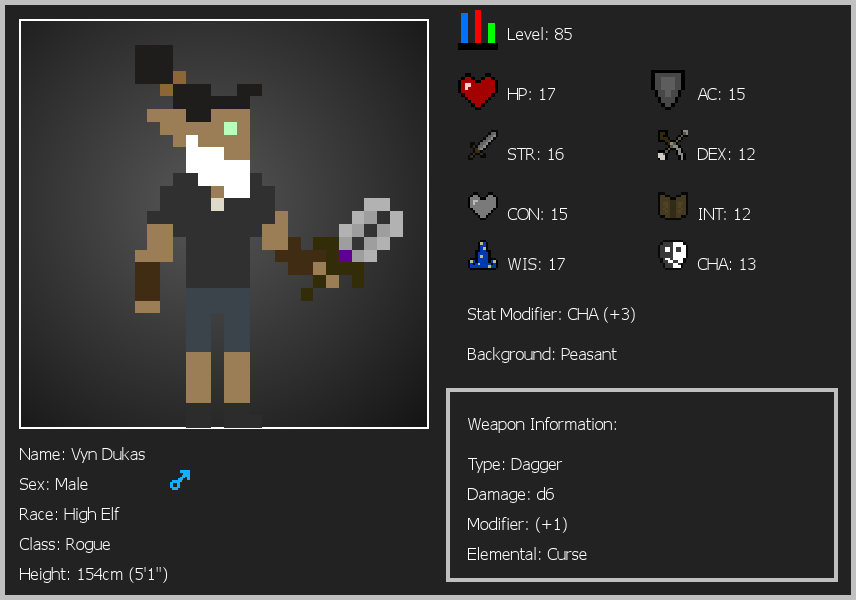 Level: 85
HP: 17
AC: 15
STR: 16
DEX: 12
CON: 15
INT: 12
WIS: 17
CHA: 13
Stat Modifier: CHA (+3)
Background: Peasant
Weapon Information:
Type: Dagger
Damage: d6
Modifier: (+1)
Elemental: Curse
Name: Vyn Dukas
Sex: Male
Race: High Elf
Class: Rogue
Height: 154cm (5'1")